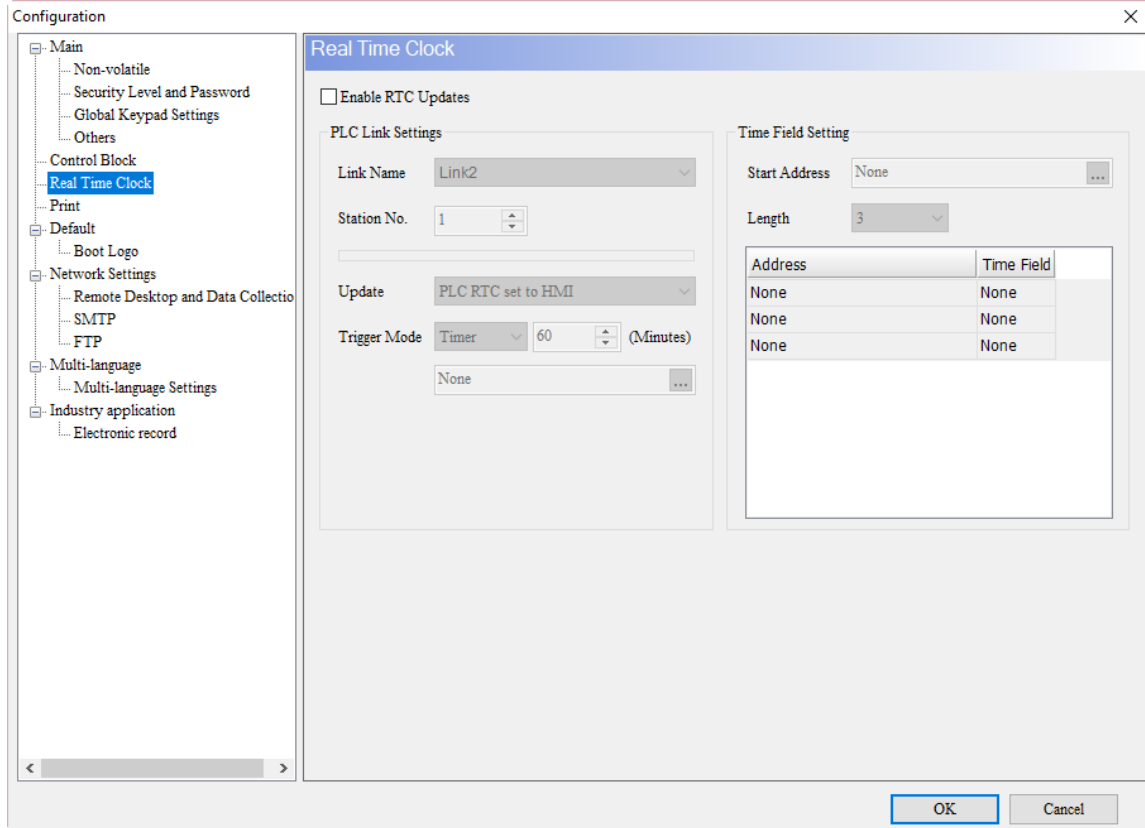 Configuration
Main
Non-volatile
Security Level and Password
Global Keypad Settings
Others
Control Block
Real Time Clock
Print
Default
Boot Logo
Network Settings
Remote Desktop and Data Collectio
SMTP
FTP
Multi-language
Multi-language Settings
Industry application
Electronic record
Real Time Clock
Enable RTC Updates
PLC Link Settings
Link Name Link2
Station No. 1
Update PLC RTC set to HMI
Trigger Mode Timer 60 (Minutes)
None ...
Time Field Setting
Start Address None ...
Length 3
Address Time Field
None None
None None
None None
OK Cancel